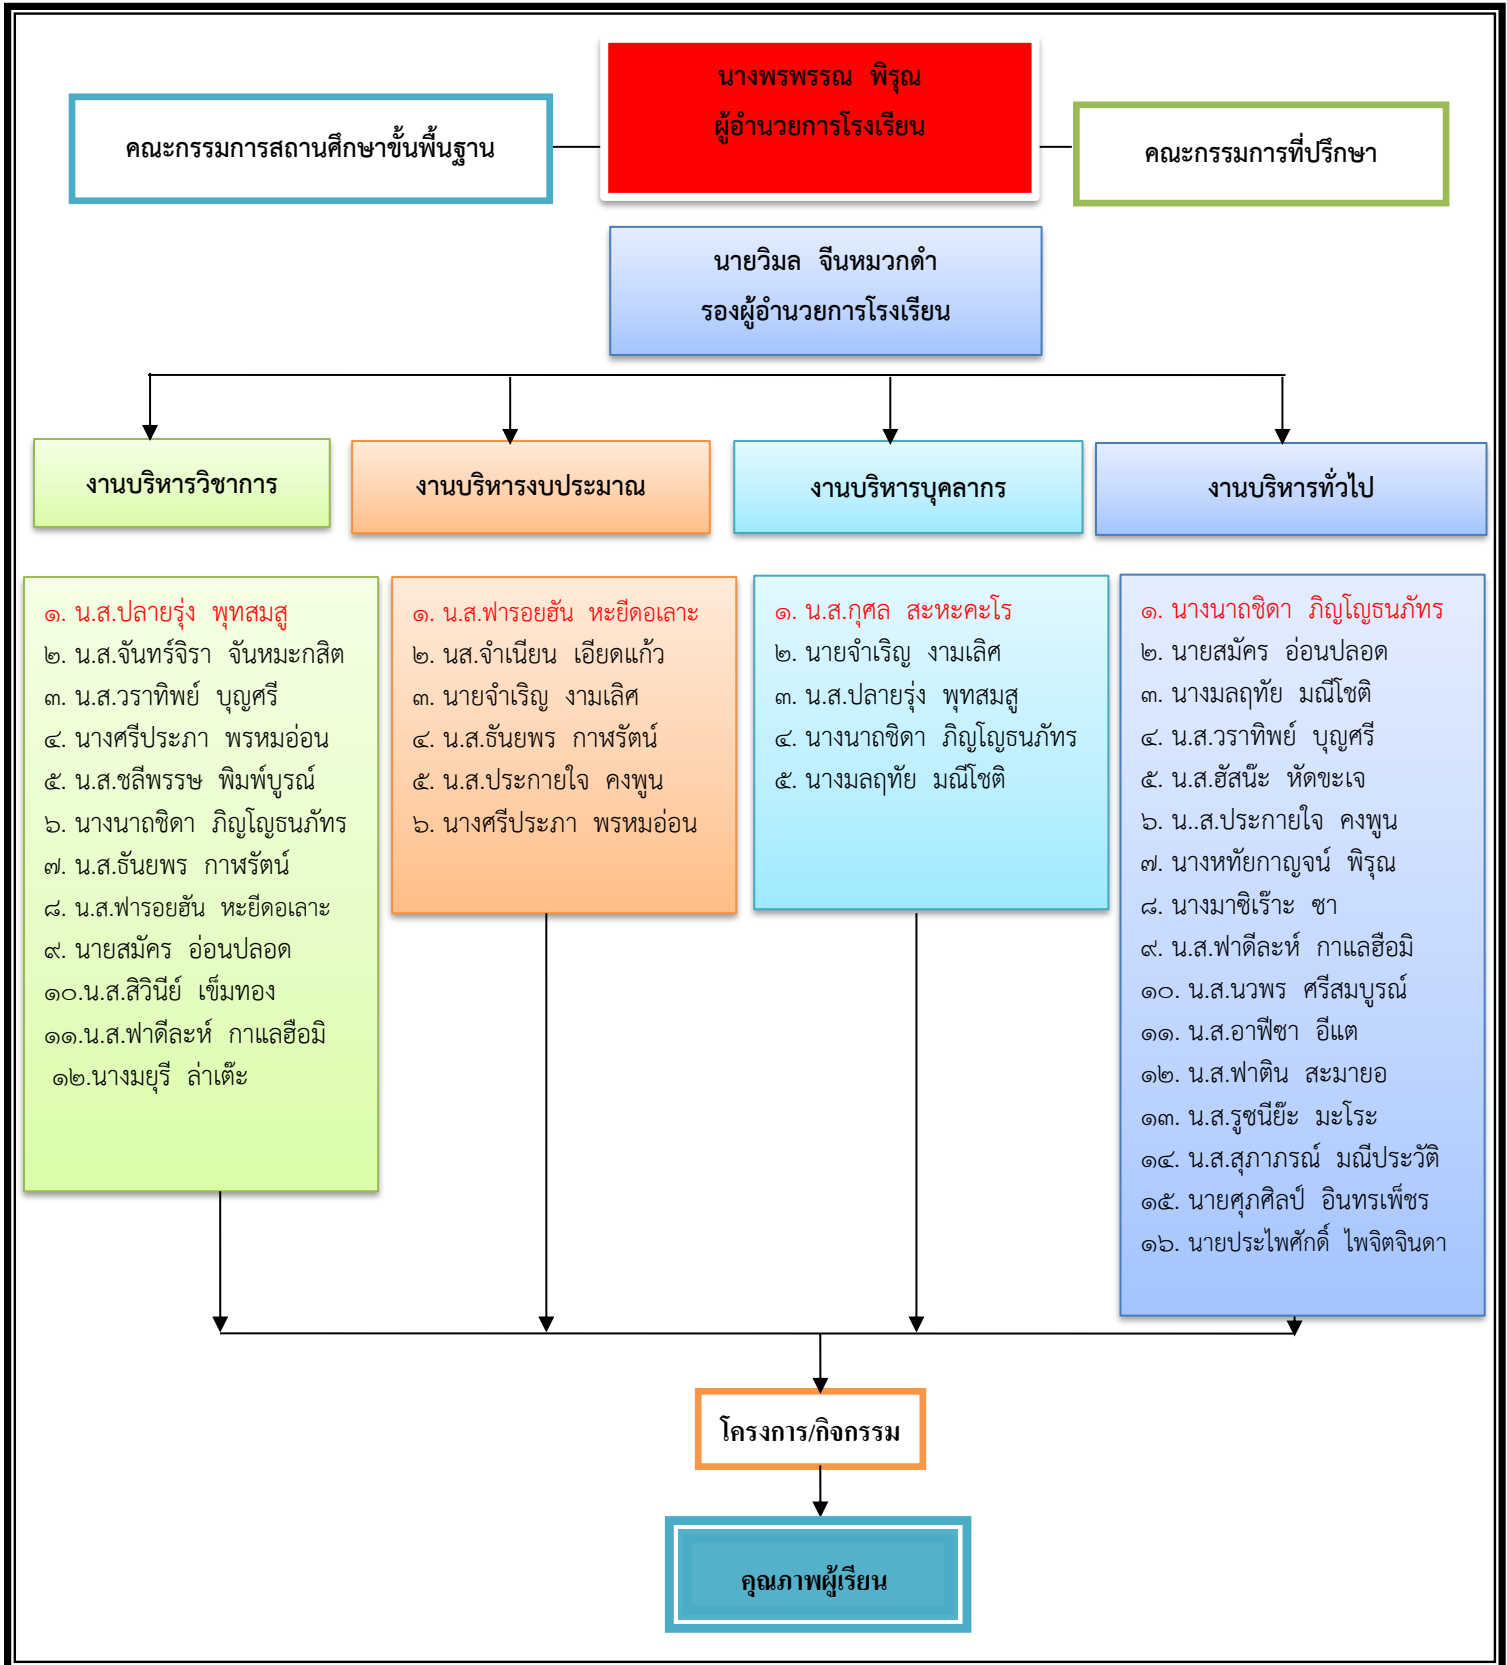 นางพรพรรณ พิรุณ
ผู้อำนวยการโรงเรียน
คณะกรรมการสถานศึกษาขั้นพื้นฐาน
คณะกรรมการที่ปรึกษา
นายวิมล จีนหมวกดำ
รองผู้อำนวยการโรงเรียน
งานบริหารวิชาการ
งานบริหารงบประมาณ
งานบริหารบุคลากร
งานบริหารทั่วไป
๑. น.ส.ปลายรุ่ง พุทสมสู
๒. น.ส.จันทร์จิรา จันหมะกสิต
๓. น.ส.วราทิพย์ บุญศรี
๔. นางศรีประภา พรหมอ่อน
๕. น.ส.ชลีพรรษ พิมพ์บูรณ์
๖. นางนาถชิดา ภิญโญธนภัทร
๗. น.ส.ธันยพร กาฬรัตน์
๘. น.ส.ฟารอยฮัน หะยีดอเลาะ
๙. นายสมัคร อ่อนปลอด
๑๐.น.ส.สิวินีย์ เข็มทอง
๑๑.น.ส.ฟาดีละห์ กาแลฮือมิ
๑๒.นางมยุรี ล่าเต๊ะ
๑. น.ส.ฟารอยฮัน หะยีดอเลาะ
๒. นส.จำเนียน เอียดแก้ว
๓. นายจำเริญ งามเลิศ
๔. น.ส.ธันยพร กาฬรัตน์
๕. น.ส.ประกายใจ คงพูน
๖. นางศรีประภา พรหมอ่อน
๑. น.ส.กุศล สะหะคะโร
๒. นายจำเริญ งามเลิศ
๓. น.ส.ปลายรุ่ง พุทสมสู
๔. นางนาถชิดา ภิญโญธนภัทร
๕. นางมลฤทัย มณีโชติ
๑. นางนาถชิดา ภิญโญธนภัทร
๒. นายสมัคร อ่อนปลอด
๓. นางมลฤทัย มณีโชติ
๔. น.ส.วราทิพย์ บุญศรี
๕. น.ส.ฮัสน๊ะ หัดขะเจ
๖. น..ส.ประกายใจ คงพูน
๗. นางหทัยกาญจน์ พิรุณ
๘. นางมาซิเร๊าะ ซา
๙. น.ส.ฟาดีละห์ กาแลฮือมิ
๑๐. น.ส.นวพร ศรีสมบูรณ์
๑๑. น.ส.อาฟีซา อีแต
๑๒. น.ส.ฟาติน สะมายอ
๑๓. น.ส.รูซนีย๊ะ มะโระ
๑๔. น.ส.สุภาภรณ์ มณีประวัติ
๑๕. นายศุภศิลป์ อินทรเพ็ชร
๑๖. นายประไพศักดิ์ ไพจิตจินดา
โครงการ/กิจกรรม
คุณภาพผู้เรียน